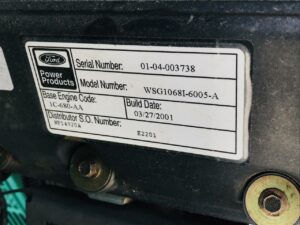 Ford
Power
Products
Serial Number: 01-04-003738
Model Number: WSG1068I-6005-A
Base Engine Code:
1C-680-AA
Build Date:
03/27/2001
Distributor S.O. Number:
E2201